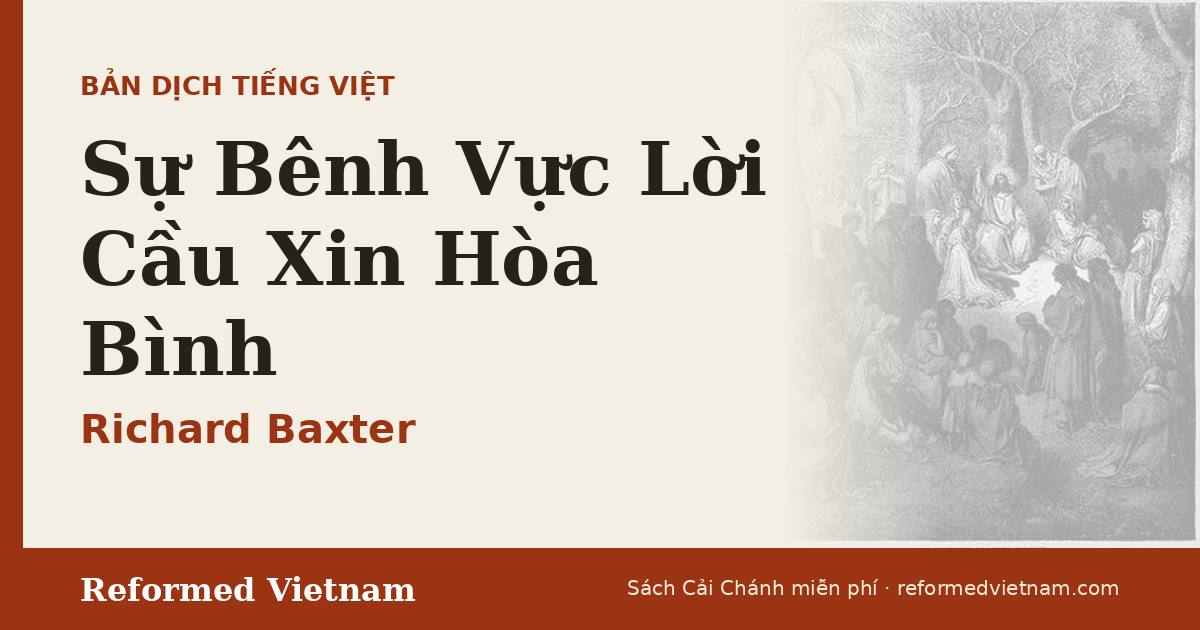 BẢN DỊCH TIẾNG VIỆT
Sự Bênh Vực Lời
Cầu Xin Hòa
Bình
Richard Baxter
Reformed Vietnam
Sách Cải Chánh miễn phí · reformedvietnam.com